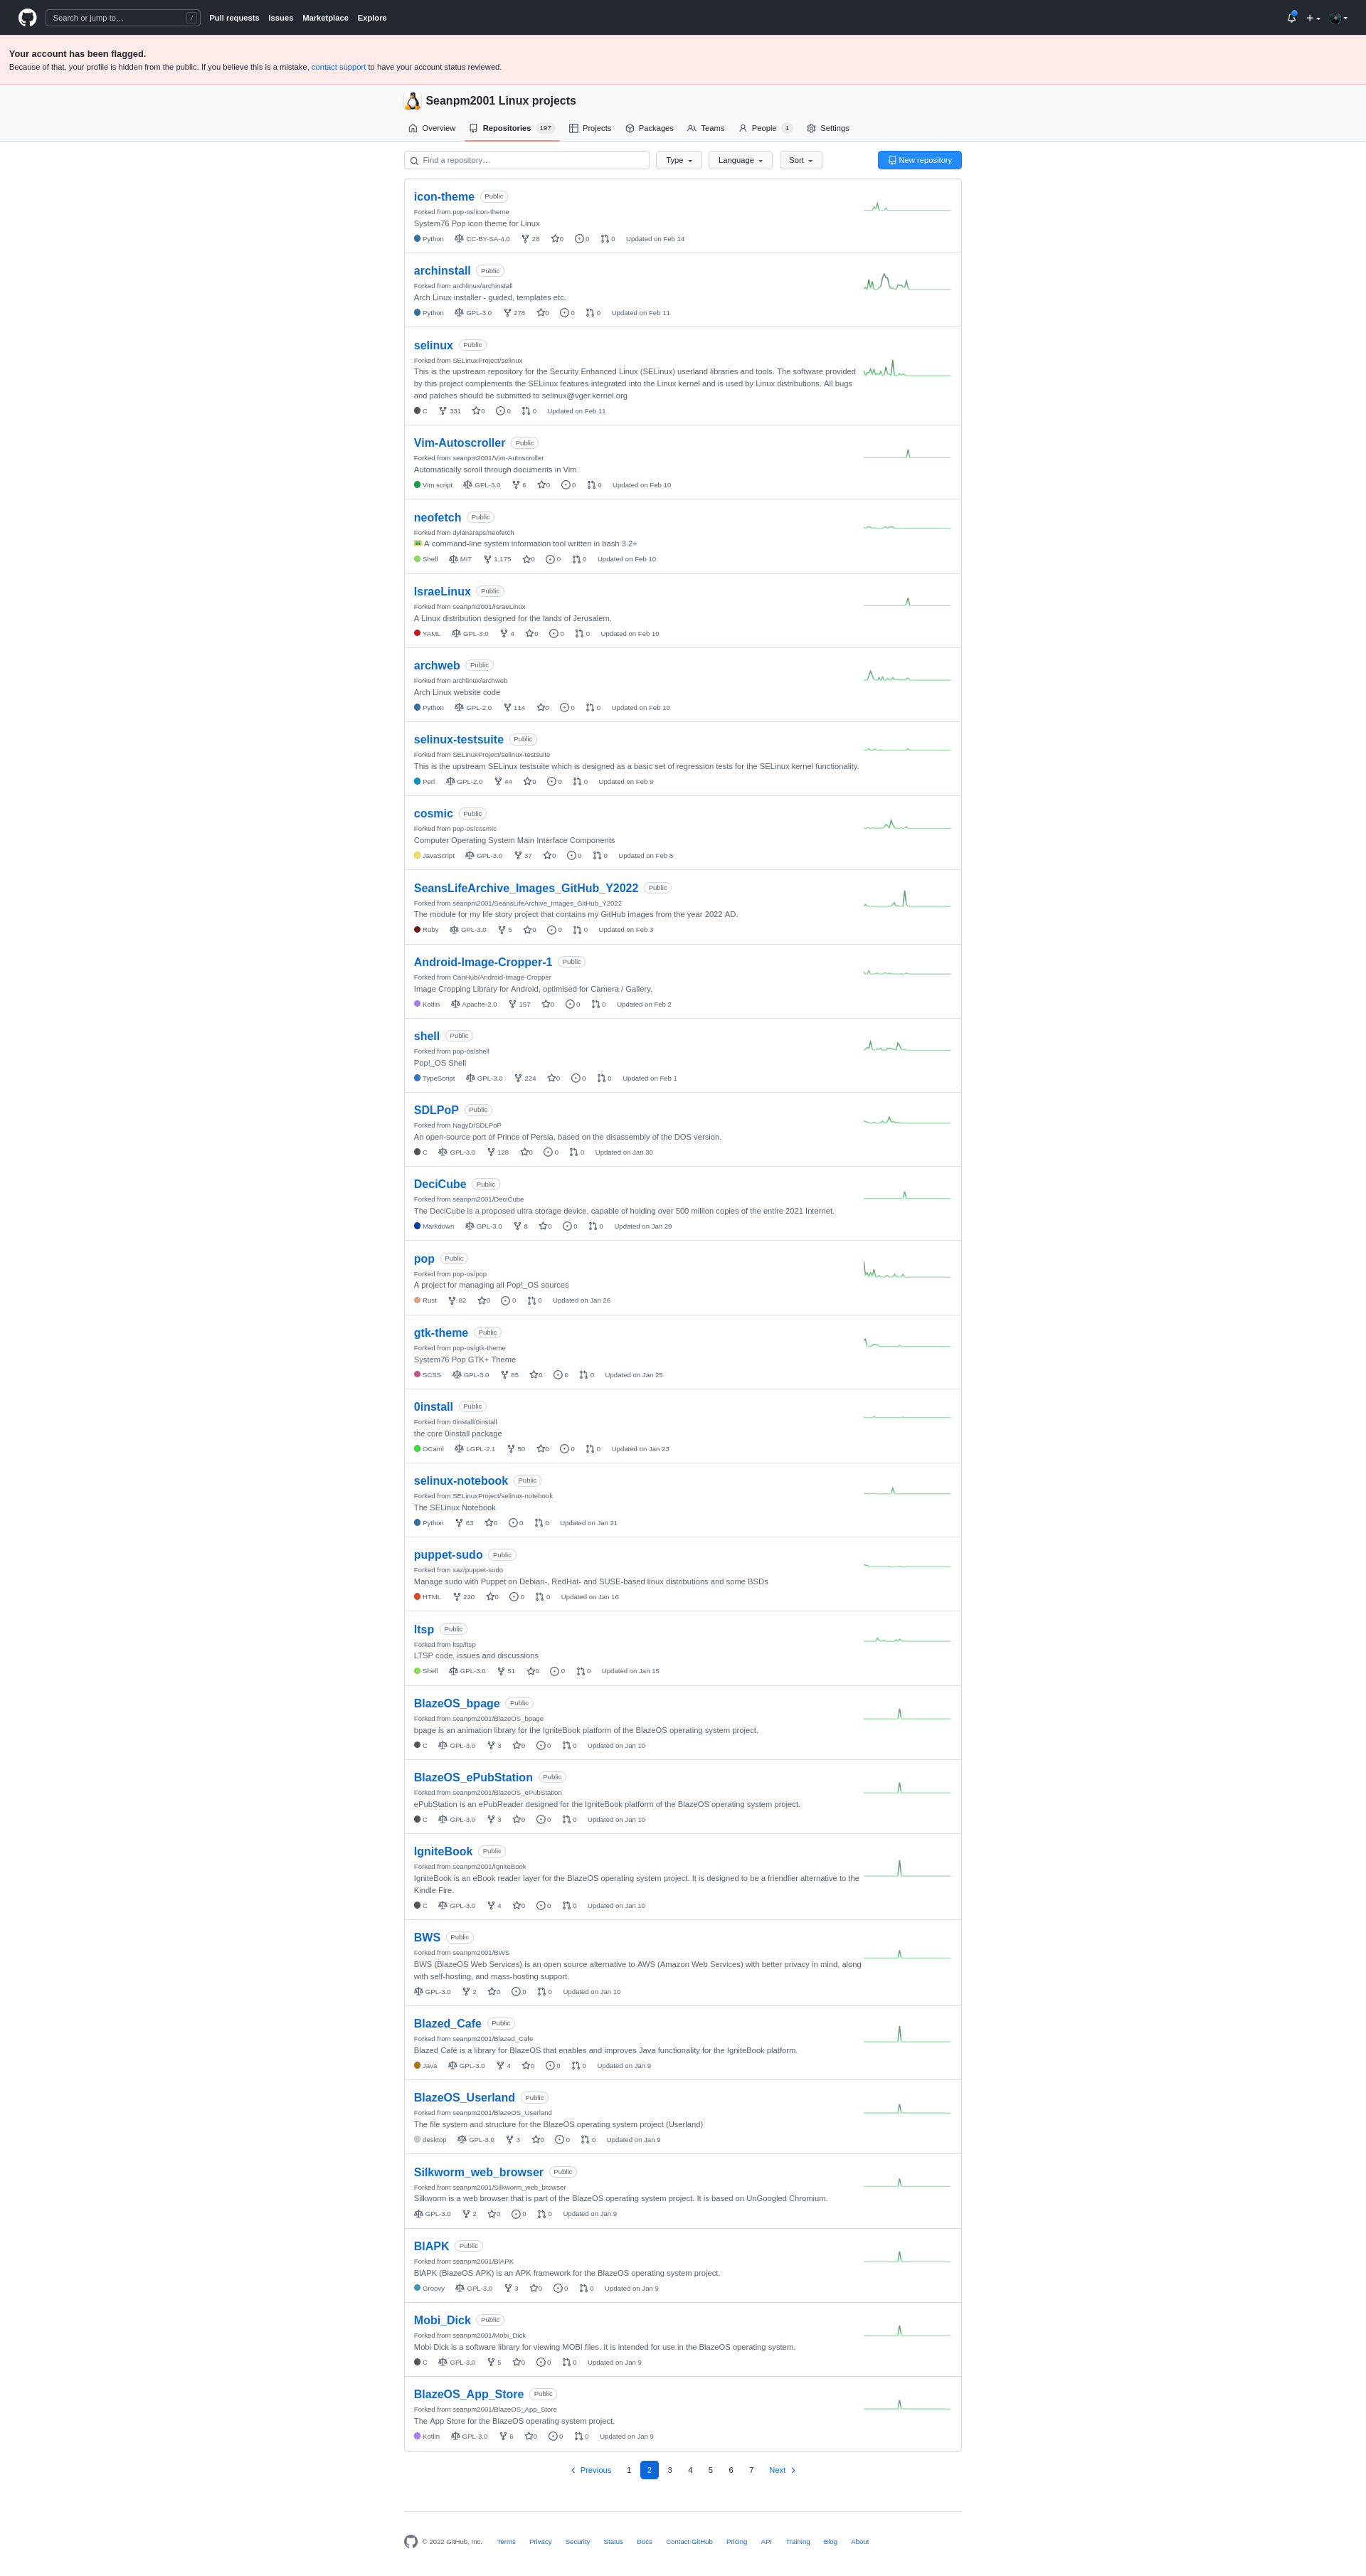 Search or jump to… /
Pull requests Issues Marketplace Explore
Your account has been flagged.
Because of that, your profile is hidden from the public. If you believe this is a mistake, contact support to have your account status reviewed.
Seanpm2001 Linux projects
Overview Repositories 197 Projects Packages Teams People 1 Settings
Find a repository… Type Language Sort New repository
icon-theme Public
Forked from pop-os/icon-theme
System76 Pop icon theme for Linux
Python CC-BY-SA-4.0 28 0 0 0 Updated on Feb 14
archinstall Public
Forked from archlinux/archinstall
Arch Linux installer - guided, templates etc.
Python GPL-3.0 278 0 0 0 Updated on Feb 11
selinux Public
Forked from SELinuxProject/selinux
This is the upstream repository for the Security Enhanced Linux (SELinux) userland libraries and tools. The software provided
by this project complements the SELinux features integrated into the Linux kernel and is used by Linux distributions. All bugs
and patches should be submitted to selinux@vger.kernel.org
C 331 0 0 0 Updated on Feb 11
Vim-Autoscroller Public
Forked from seanpm2001/Vim-Autoscroller
Automatically scroll through documents in Vim.
Vim script GPL-3.0 6 0 0 0 Updated on Feb 10
neofetch Public
Forked from dylanaraps/neofetch
A command-line system information tool written in bash 3.2+
Shell MIT 1,175 0 0 0 Updated on Feb 10
IsraeLinux Public
Forked from seanpm2001/IsraeLinux
A Linux distribution designed for the lands of Jerusalem.
YAML GPL-3.0 4 0 0 0 Updated on Feb 10
archweb Public
Forked from archlinux/archweb
Arch Linux website code
Python GPL-2.0 114 0 0 0 Updated on Feb 10
selinux-testsuite Public
Forked from SELinuxProject/selinux-testsuite
This is the upstream SELinux testsuite which is designed as a basic set of regression tests for the SELinux kernel functionality.
Perl GPL-2.0 44 0 0 0 Updated on Feb 9
cosmic Public
Forked from pop-os/cosmic
Computer Operating System Main Interface Components
JavaScript GPL-3.0 37 0 0 0 Updated on Feb 8
SeansLifeArchive_Images_GitHub_Y2022 Public
Forked from seanpm2001/SeansLifeArchive_Images_GitHub_Y2022
The module for my life story project that contains my GitHub images from the year 2022 AD.
Ruby GPL-3.0 5 0 0 0 Updated on Feb 3
Android-Image-Cropper-1 Public
Forked from CanHub/Android-Image-Cropper
Image Cropping Library for Android, optimised for Camera / Gallery.
Kotlin Apache-2.0 157 0 0 0 Updated on Feb 2
shell Public
Forked from pop-os/shell
Pop!_OS Shell
TypeScript GPL-3.0 224 0 0 0 Updated on Feb 1
SDLPoP Public
Forked from NagyD/SDLPoP
An open-source port of Prince of Persia, based on the disassembly of the DOS version.
C GPL-3.0 128 0 0 0 Updated on Jan 30
DeciCube Public
Forked from seanpm2001/DeciCube
The DeciCube is a proposed ultra storage device, capable of holding over 500 million copies of the entire 2021 Internet.
Markdown GPL-3.0 8 0 0 0 Updated on Jan 29
pop Public
Forked from pop-os/pop
A project for managing all Pop!_OS sources
Rust 82 0 0 0 Updated on Jan 26
gtk-theme Public
Forked from pop-os/gtk-theme
System76 Pop GTK+ Theme
SCSS GPL-3.0 85 0 0 0 Updated on Jan 25
0install Public
Forked from 0install/0install
the core 0install package
OCaml LGPL-2.1 50 0 0 0 Updated on Jan 23
selinux-notebook Public
Forked from SELinuxProject/selinux-notebook
The SELinux Notebook
Python 63 0 0 0 Updated on Jan 21
puppet-sudo Public
Forked from saz/puppet-sudo
Manage sudo with Puppet on Debian-, RedHat- and SUSE-based linux distributions and some BSDs
HTML 220 0 0 0 Updated on Jan 16
ltsp Public
Forked from ltsp/ltsp
LTSP code, issues and discussions
Shell GPL-3.0 51 0 0 0 Updated on Jan 15
BlazeOS_bpage Public
Forked from seanpm2001/BlazeOS_bpage
bpage is an animation library for the IgniteBook platform of the BlazeOS operating system project.
C GPL-3.0 3 0 0 0 Updated on Jan 10
BlazeOS_ePubStation Public
Forked from seanpm2001/BlazeOS_ePubStation
ePubStation is an ePubReader designed for the IgniteBook platform of the BlazeOS operating system project.
C GPL-3.0 3 0 0 0 Updated on Jan 10
IgniteBook Public
Forked from seanpm2001/IgniteBook
IgniteBook is an eBook reader layer for the BlazeOS operating system project. It is designed to be a friendlier alternative to the
Kindle Fire.
C GPL-3.0 4 0 0 0 Updated on Jan 10
BWS Public
Forked from seanpm2001/BWS
BWS (BlazeOS Web Services) is an open source alternative to AWS (Amazon Web Services) with better privacy in mind, along
with self-hosting, and mass-hosting support.
GPL-3.0 2 0 0 0 Updated on Jan 10
Blazed_Cafe Public
Forked from seanpm2001/Blazed_Cafe
Blazed Café is a library for BlazeOS that enables and improves Java functionality for the IgniteBook platform.
Java GPL-3.0 4 0 0 0 Updated on Jan 9
BlazeOS_Userland Public
Forked from seanpm2001/BlazeOS_Userland
The file system and structure for the BlazeOS operating system project (Userland)
desktop GPL-3.0 3 0 0 0 Updated on Jan 9
Silkworm_web_browser Public
Forked from seanpm2001/Silkworm_web_browser
Silkworm is a web browser that is part of the BlazeOS operating system project. It is based on UnGoogled Chromium.
GPL-3.0 2 0 0 0 Updated on Jan 9
BlAPK Public
Forked from seanpm2001/BlAPK
BlAPK (BlazeOS APK) is an APK framework for the BlazeOS operating system project.
Groovy GPL-3.0 3 0 0 0 Updated on Jan 9
Mobi_Dick Public
Forked from seanpm2001/Mobi_Dick
Mobi Dick is a software library for viewing MOBI files. It is intended for use in the BlazeOS operating system.
C GPL-3.0 5 0 0 0 Updated on Jan 9
BlazeOS_App_Store Public
Forked from seanpm2001/BlazeOS_App_Store
The App Store for the BlazeOS operating system project.
Kotlin GPL-3.0 6 0 0 0 Updated on Jan 9
Previous 1 2 3 4 5 6 7 Next
© 2022 GitHub, Inc. Terms Privacy Security Status Docs Contact GitHub Pricing API Training Blog About